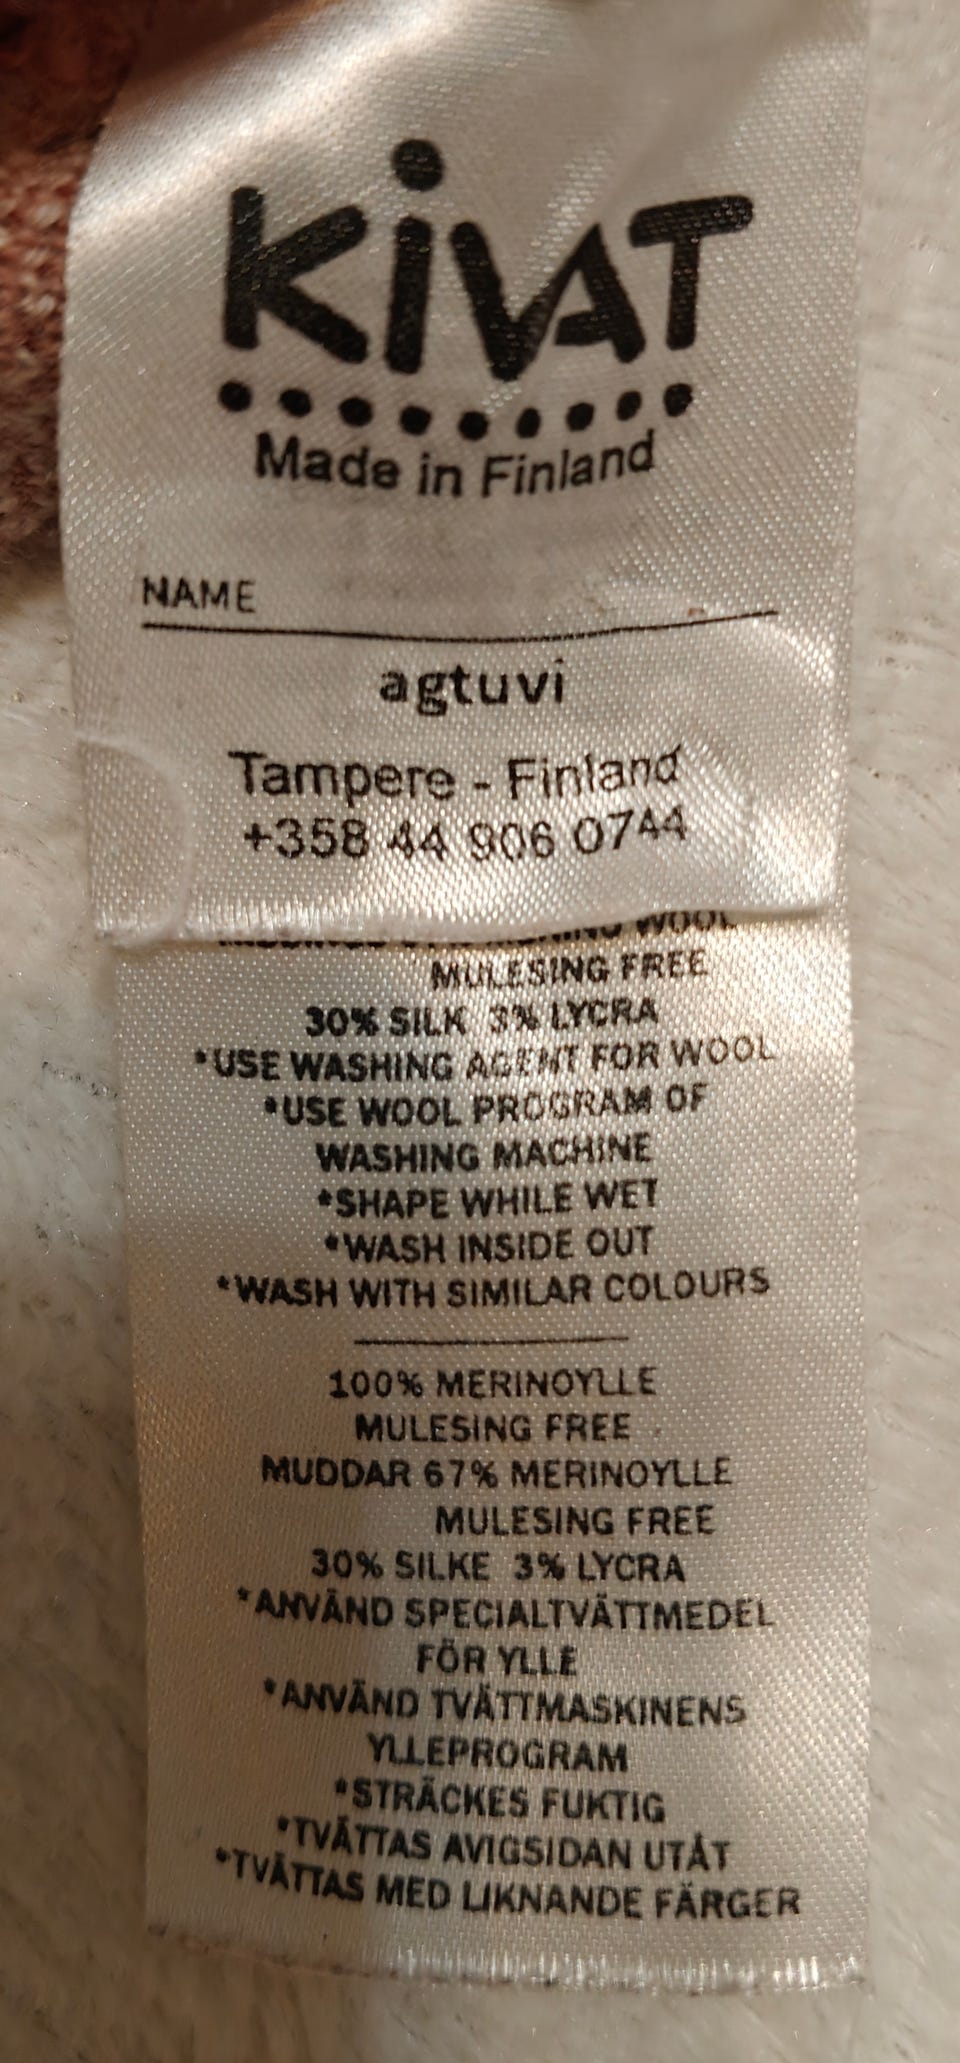 KiVAT
Made in Finland
NAME
agtuvi
Tampere - Finland
+358 44 906 0744
WOOL
MULESING FREE
30% SILK 3% LYCRA
*USE WASHING AGENT FOR WOOL
*USE WOOL PROGRAM OF
WASHING MACHINE
*SHAPE WHILE WET
*WASH INSIDE OUT
*WASH WITH SIMILAR COLOURS
100% MERINOYLLE
MULESING FREE
MUDDAR 67% MERINOYLLE
MULESING FREE
30% SILKE 3% LYCRA
*ANVÄND SPECIALTVÄTTMEDEL
FÖR YLLE
*ANVÄND TVÄTTMASKINENS
YLLEPROGRAM
*STRÄCKES FUKTIG
*TVÄTTAS AVIGSIDAN UTÅT
*TVÄTTAS MED LIKNANDE FÄRGER